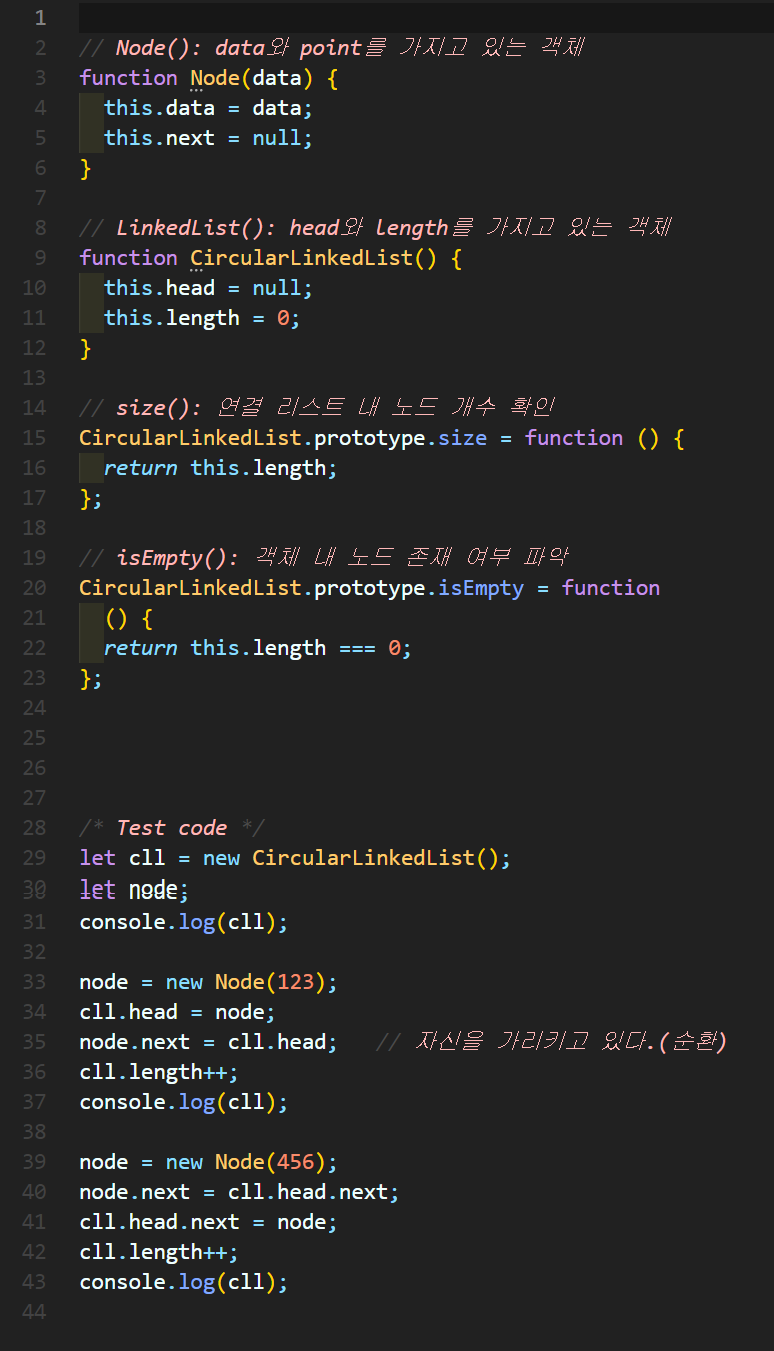 1
2 // Node(): data와 point를 가지고 있는 객체
3 function Node(data) {
4 this.data = data;
5 this.next = null;
6 }
7
8 // LinkedList(): head와 length를 가지고 있는 객체
9 function CircularLinkedList() {
10 this.head = null;
11 this.length = 0;
12 }
13
14 // size(): 연결 리스트 내 노드 개수 확인
15 CircularLinkedList.prototype.size = function () {
16 return this.length;
17 };
18
19 // isEmpty(): 객체 내 노드 존재 여부 파악
20 CircularLinkedList.prototype.isEmpty = function
21 () {
22 return this.length === 0;
23 };
24
25
26
27
28 /* Test code */
29 let cll = new CircularLinkedList();
30 let node;
31 console.log(cll);
32
33 node = new Node(123);
34 cll.head = node;
35 node.next = cll.head; // 자신을 가리키고 있다.(순환)
36 cll.length++;
37 console.log(cll);
38
39 node = new Node(456);
40 node.next = cll.head.next;
41 cll.head.next = node;
42 cll.length++;
43 console.log(cll);
44